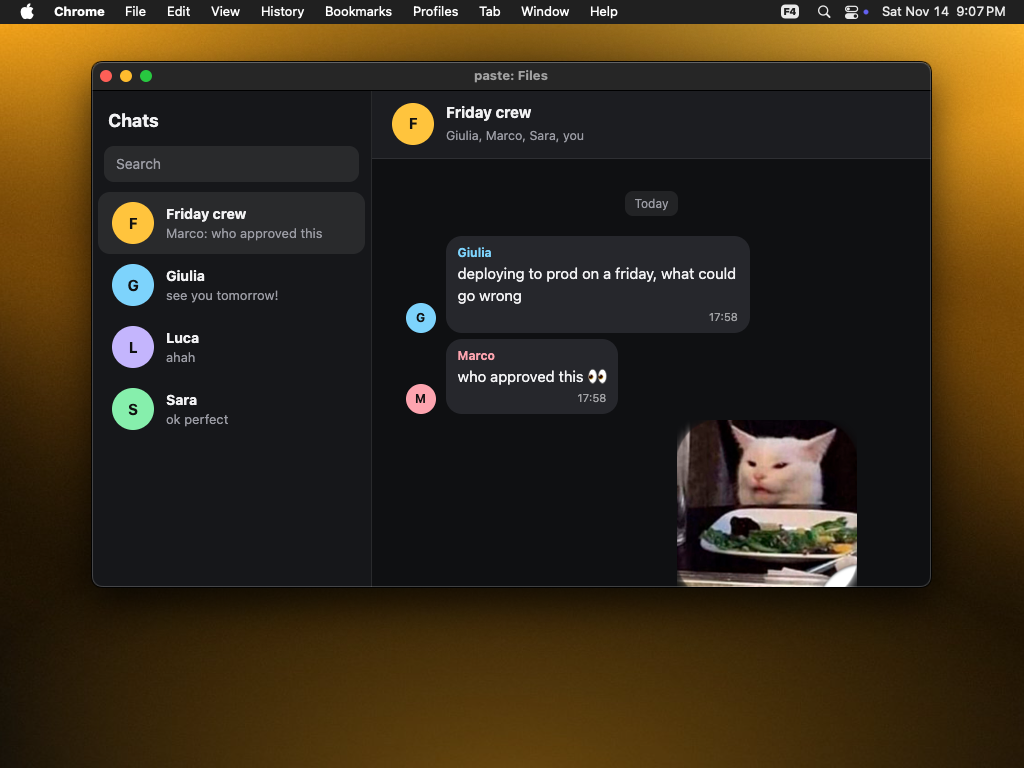 Chrome File Edit View History Bookmarks Profiles Tab Window Help F4 Sat Nov 14 9:07 PM
paste: Files
Chats
Search
F
Friday crew
Marco: who approved this
G
Giulia
see you tomorrow!
L
Luca
ahah
S
Sara
ok perfect
F
Friday crew
Giulia, Marco, Sara, you
Today
Giulia
deploying to prod on a friday, what could
go wrong
17:58
G
Marco
who approved this 👀
17:58
M